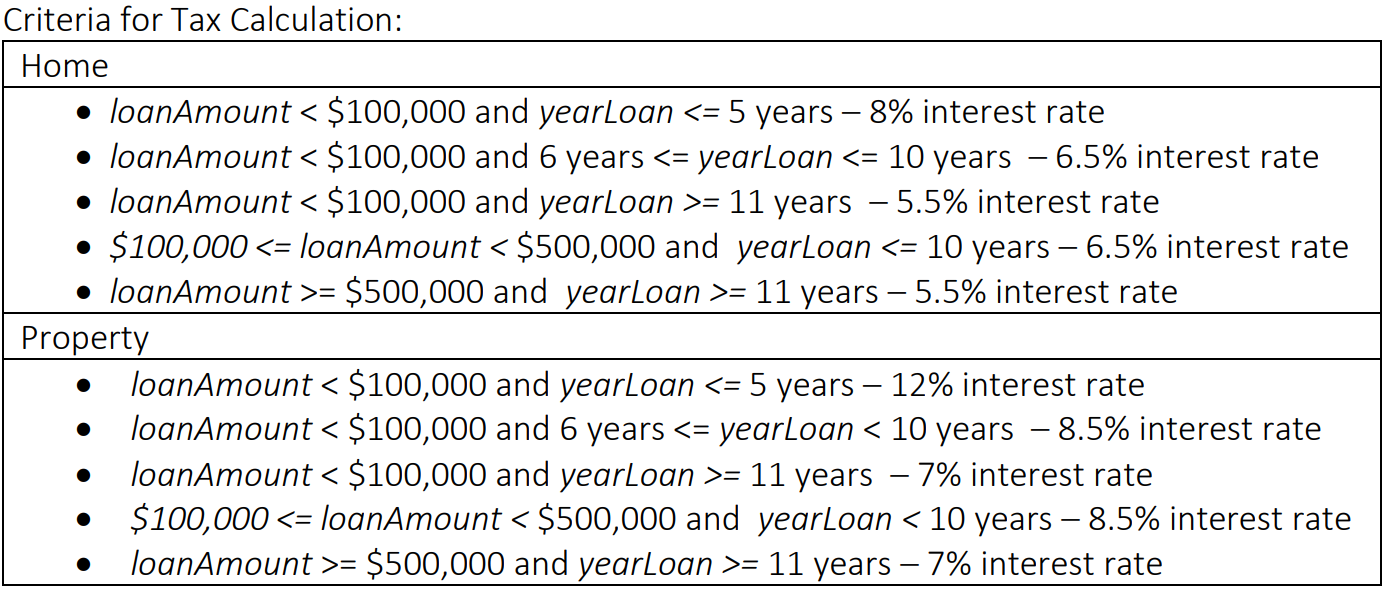 Criteria for Tax Calculation:
Home
• loanAmount < $100,000 and yearLoan <= 5 years – 8% interest rate
• loanAmount < $100,000 and 6 years <= yearLoan <= 10 years – 6.5% interest rate
• loanAmount < $100,000 and yearLoan >= 11 years – 5.5% interest rate
• $100,000 <= loanAmount < $500,000 and yearLoan <= 10 years – 6.5% interest rate
• loanAmount >= $500,000 and yearLoan >= 11 years – 5.5% interest rate
Property
• loanAmount < $100,000 and yearLoan <= 5 years – 12% interest rate
• loanAmount < $100,000 and 6 years <= yearLoan < 10 years – 8.5% interest rate
• loanAmount < $100,000 and yearLoan >= 11 years – 7% interest rate
• $100,000 <= loanAmount < $500,000 and yearLoan < 10 years – 8.5% interest rate
• loanAmount >= $500,000 and yearLoan >= 11 years – 7% interest rate